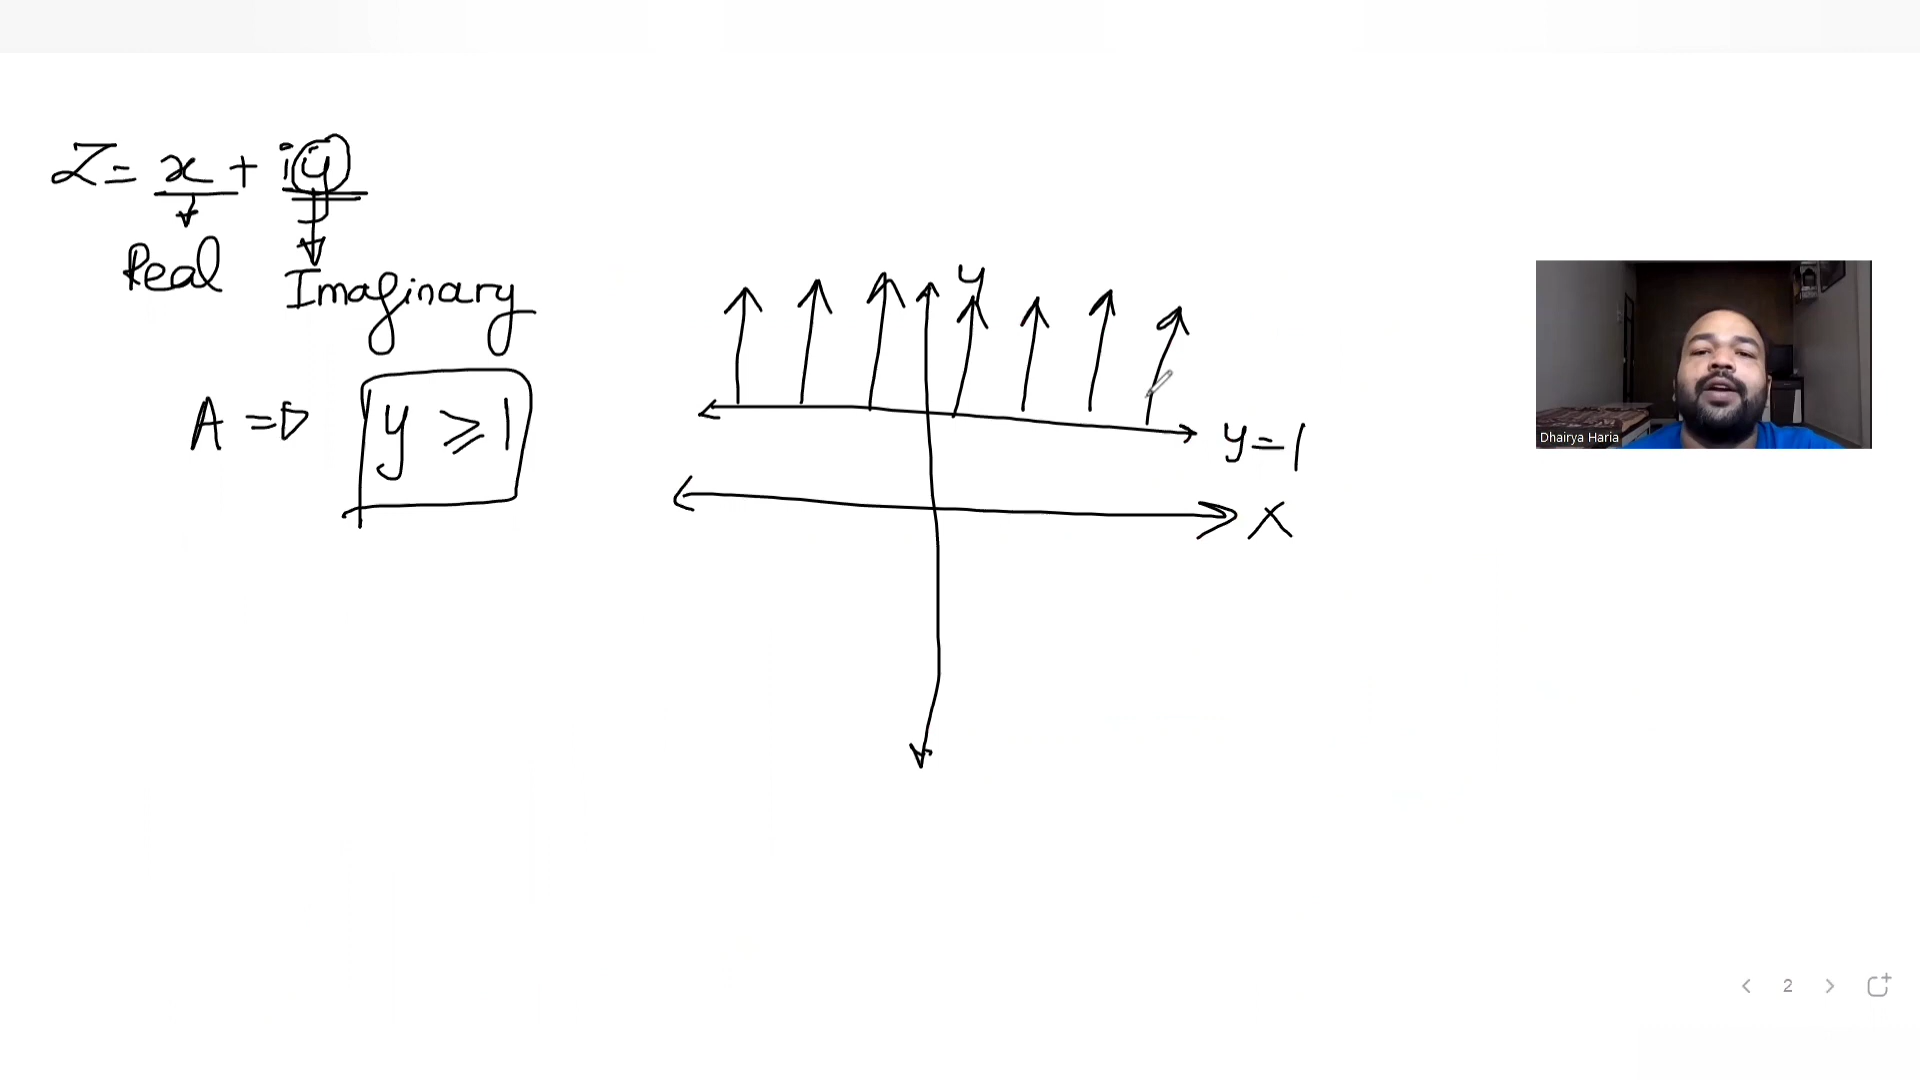 Z = x + iy
Real
Imaginary
A ⇒ y ≥ 1
y
y = 1
X
Dhairya Haria
2